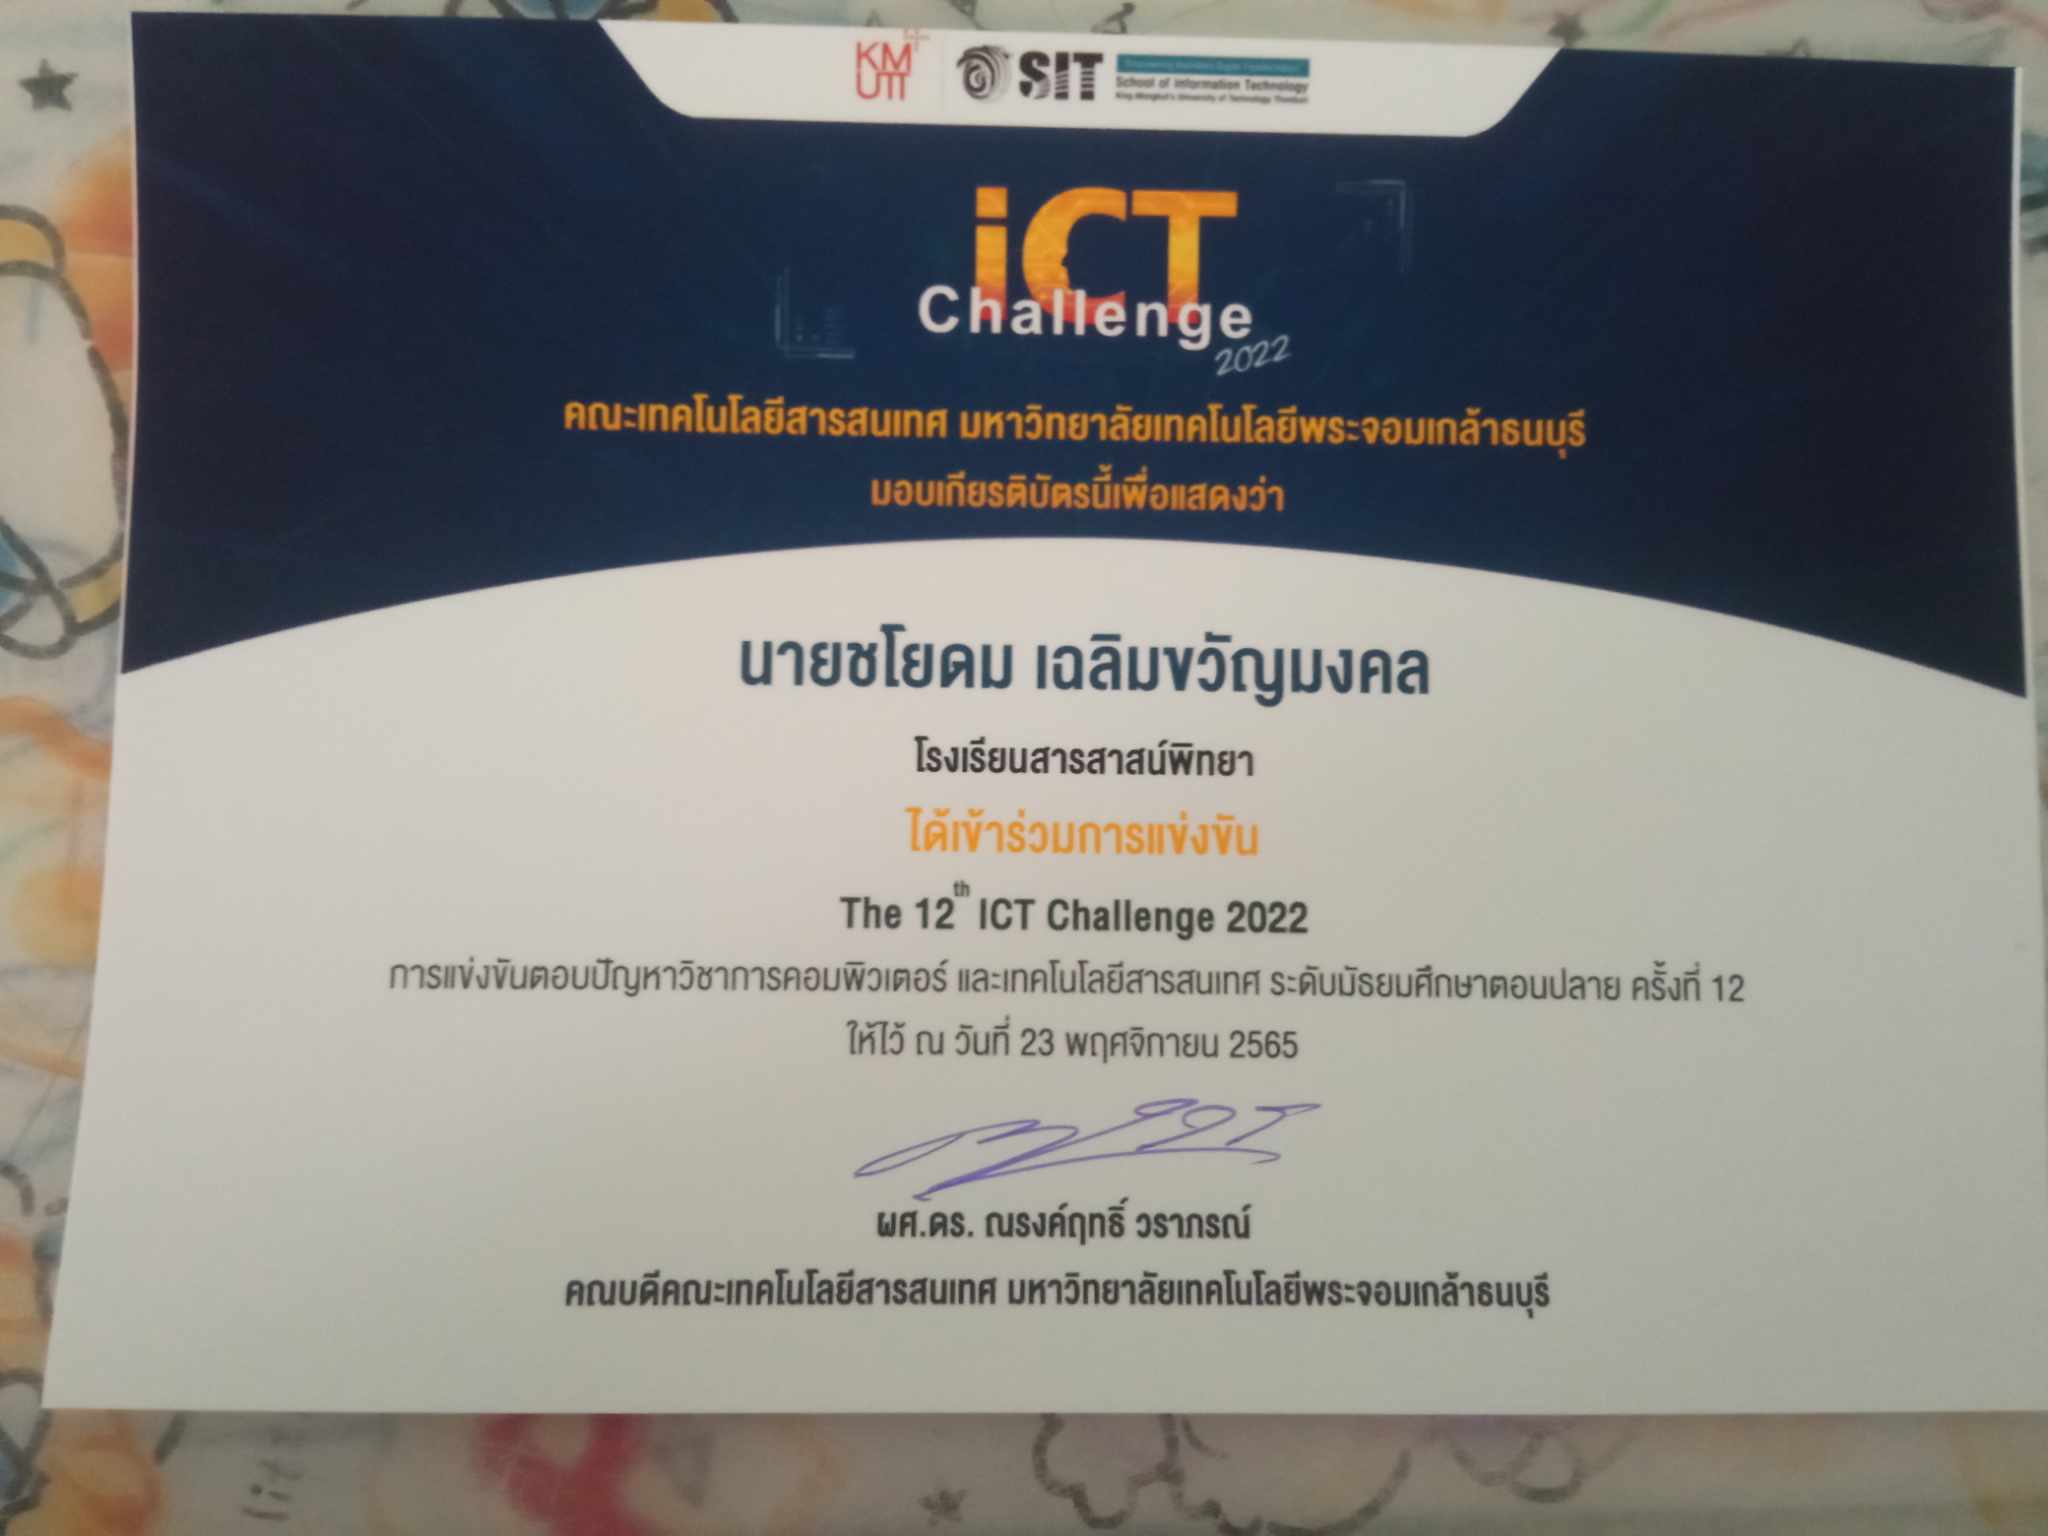 KM
UTT
SIT
School of Information Technology
King Mongkut's University of Technology Thonburi
iCT
Challenge
2022
คณะเทคโนโลยีสารสนเทศ มหาวิทยาลัยเทคโนโลยีพระจอมเกล้าธนบุรี
มอบเกียรติบัตรนี้เพื่อแสดงว่า
นายชโยดม เฉลิมขวัญมงคล
โรงเรียนสารสาสน์พิทยา
ได้เข้าร่วมการแข่งขัน
The 12th ICT Challenge 2022
การแข่งขันตอบปัญหาวิชาการคอมพิวเตอร์ และเทคโนโลยีสารสนเทศ ระดับมัธยมศึกษาตอนปลาย ครั้งที่ 12
ให้ไว้ ณ วันที่ 23 พฤศจิกายน 2565
ผศ.ดร. ณรงค์ฤทธิ์ วราภรณ์
คณบดีคณะเทคโนโลยีสารสนเทศ มหาวิทยาลัยเทคโนโลยีพระจอมเกล้าธนบุรี